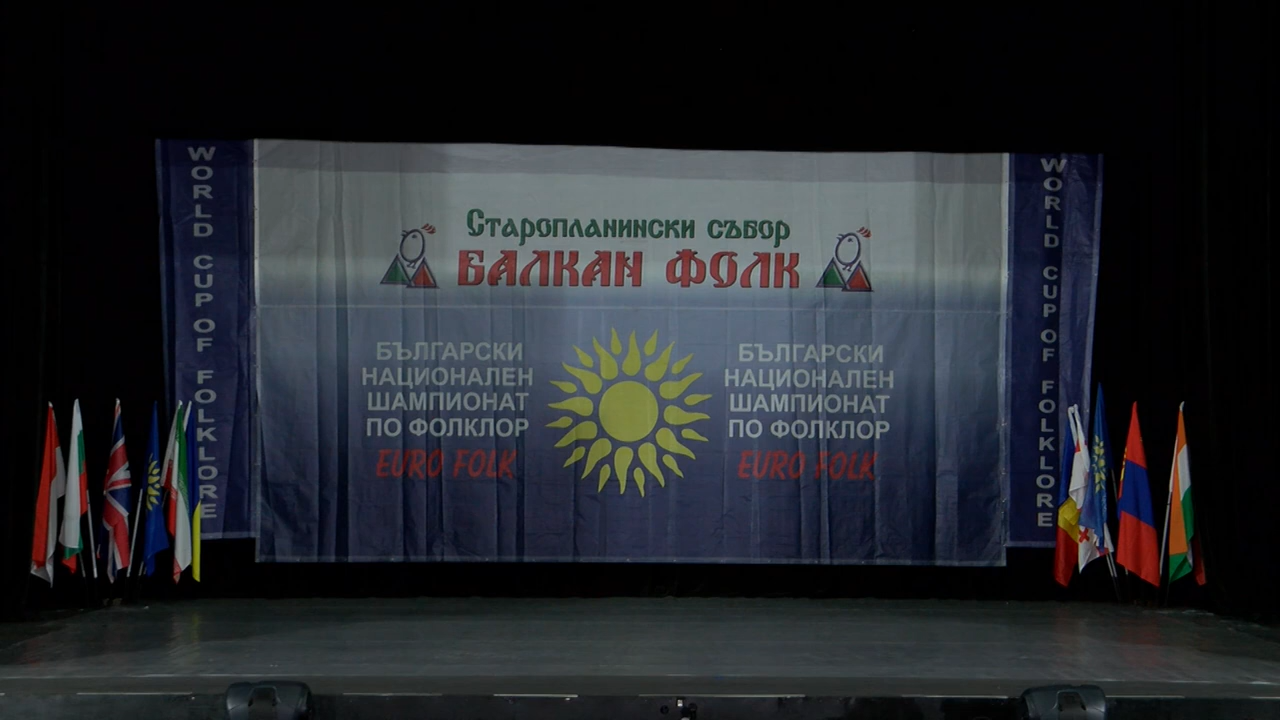 WORLD CUP OF FOLKLORE
Старопланински събор
БАЛКАН ФОЛК
БЪЛГАРСКИ
НАЦИОНАЛЕН
ШАМПИОНАТ
ПО ФОЛКЛОР
EURO FOLK
БЪЛГАРСКИ
НАЦИОНАЛЕН
ШАМПИОНАТ
ПО ФОЛКЛОР
EURO FOLK
WORLD CUP OF FOLKLORE